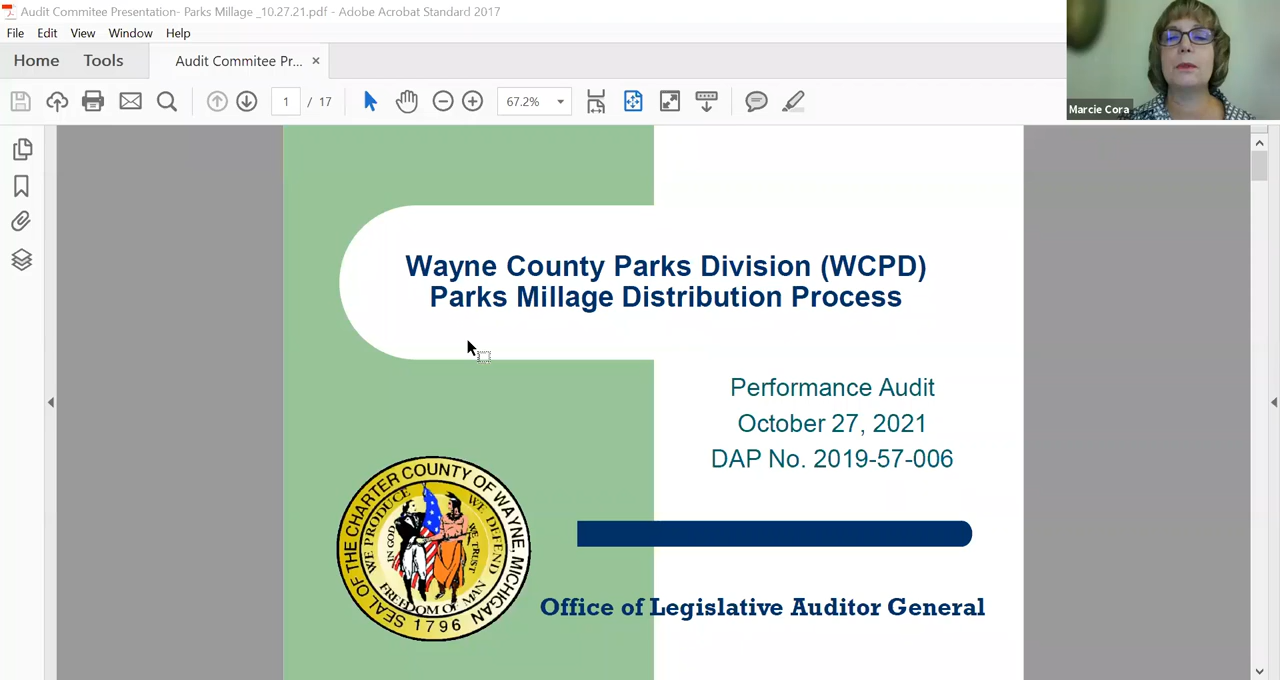 Audit Commitee Presentation- Parks Millage _10.27.21.pdf - Adobe Acrobat Standard 2017
File Edit View Window Help
Home Tools Audit Commitee Pr... ×
1 / 17 67.2%
Marcie Cora
Wayne County Parks Division (WCPD)
Parks Millage Distribution Process
Performance Audit
October 27, 2021
DAP No. 2019-57-006
SEAL OF THE CHARTER COUNTY OF WAYNE, MICHIGAN
WE PRODUCE WE DEFEND
IN GOD WE TRUST
FREEDOM OF MAN
1796
Office of Legislative Auditor General